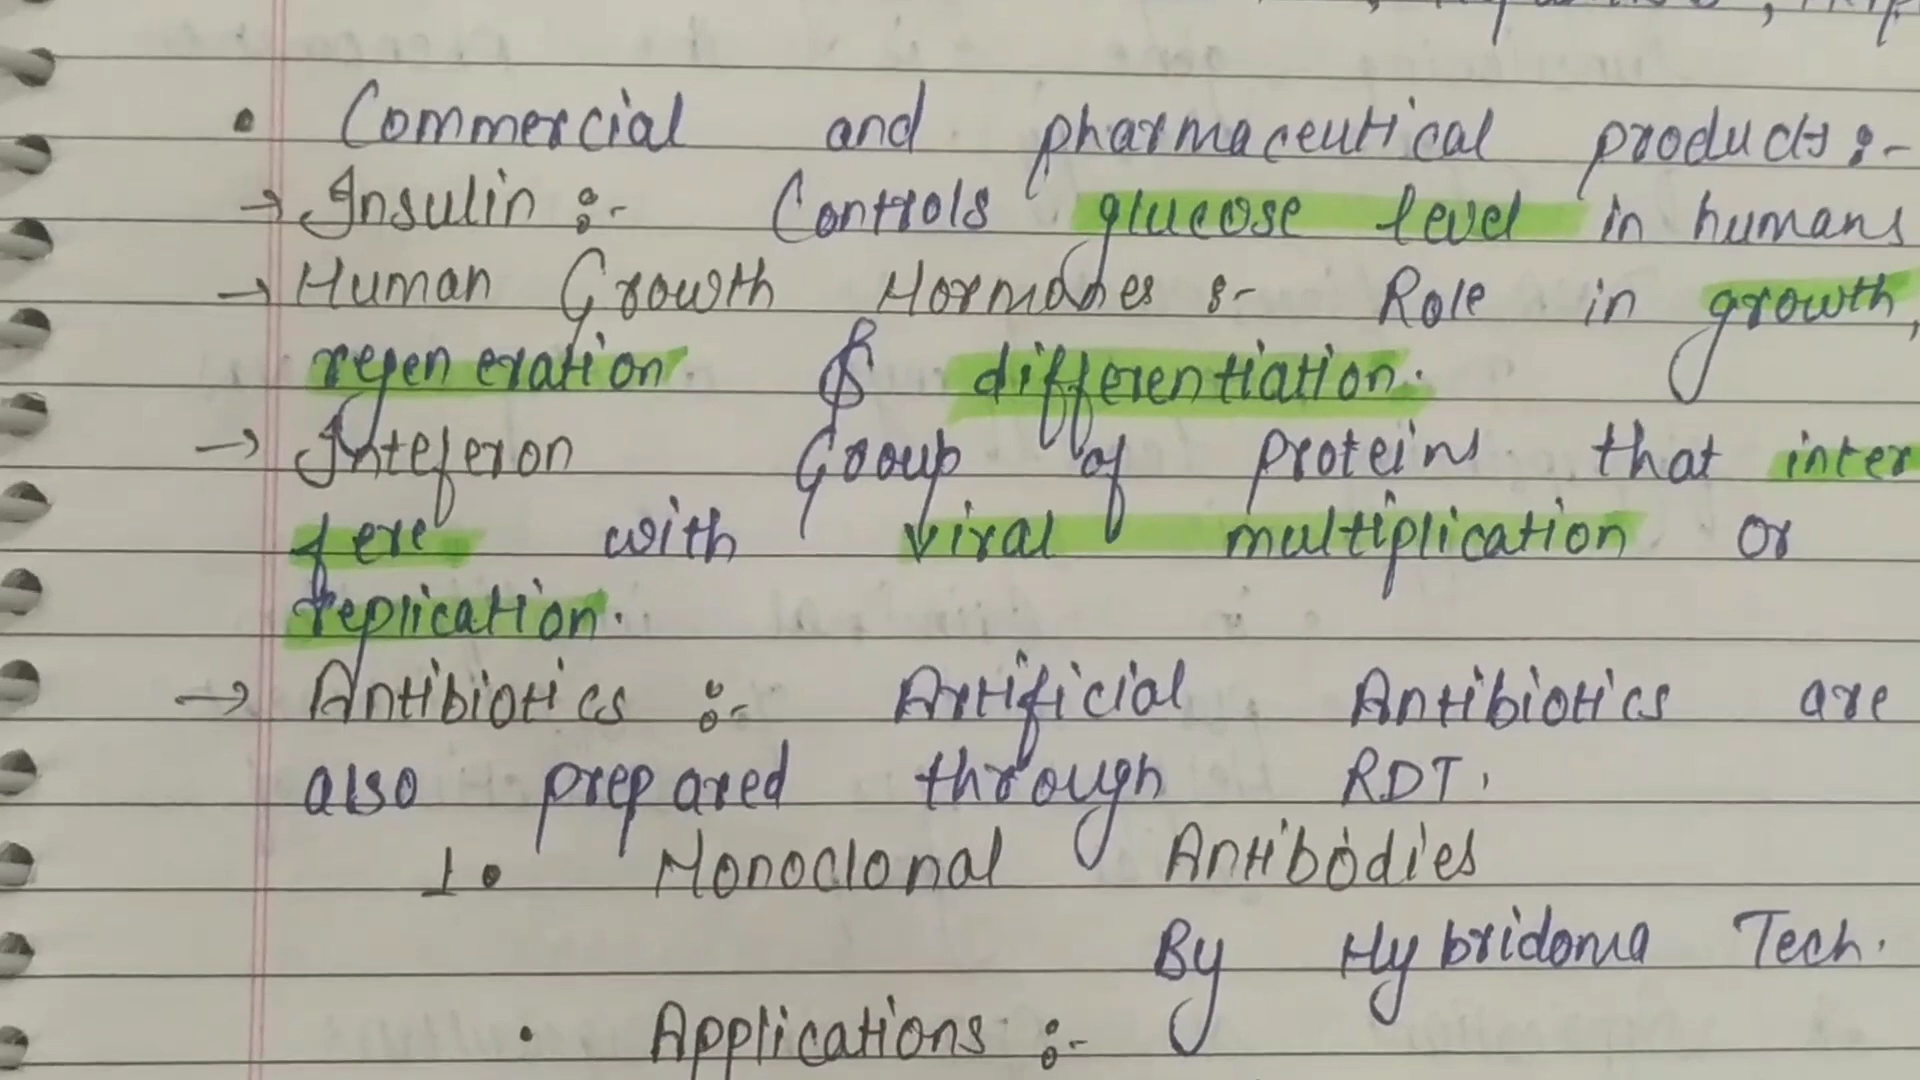 • Commercial and pharmaceutical products :-
→ Insulin :- Controls glucose level in humans
→ Human Growth Hormones :- Role in growth,
regeneration & differentiation.
→ Inteferon Group of proteins that inter
fere with viral multiplication or
replication.
→ Antibiotics :- Artificial Antibiotics are
also prepared through RDT.
1. Monoclonal Antibodies
By Hybridoma Tech.
• Applications :-